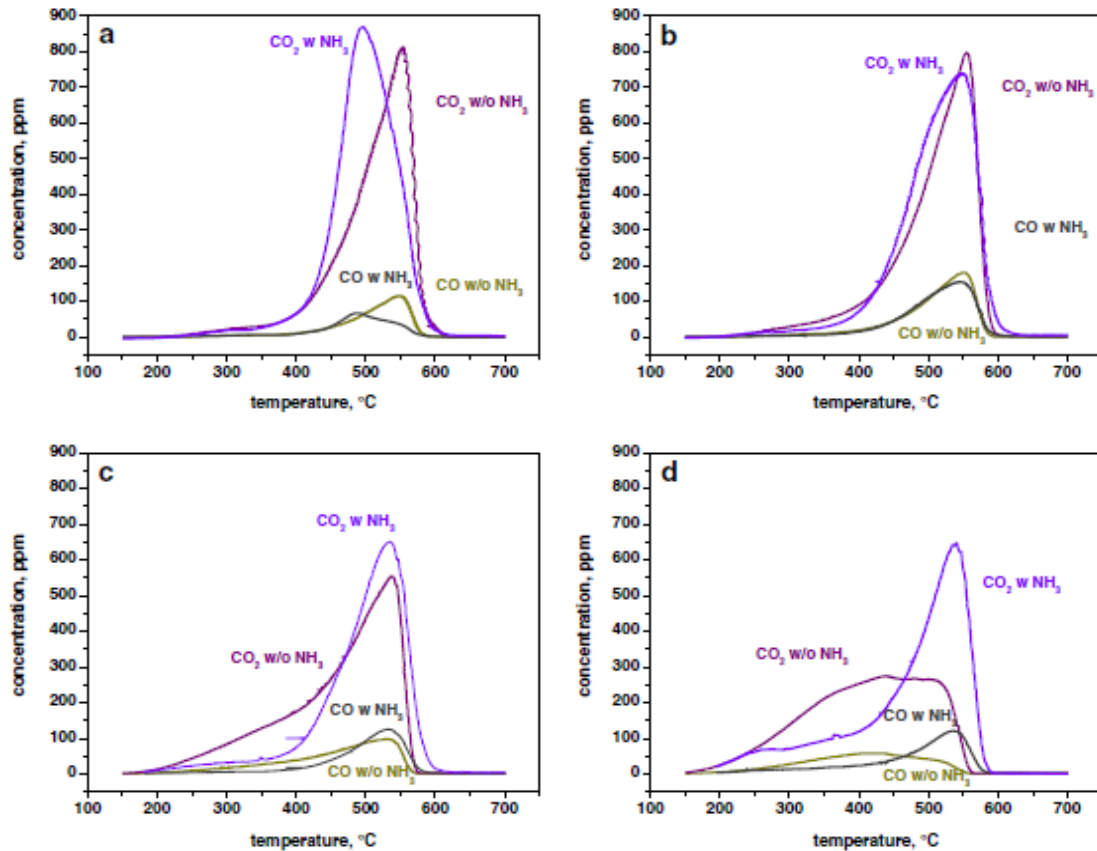 a
CO2 w NH3
CO2 w/o NH3
CO w NH3
CO w/o NH3
concentration, ppm
900
800
700
600
500
400
300
200
100
0
100 200 300 400 500 600 700
temperature, °C
b
CO2 w NH3
CO2 w/o NH3
CO w NH3
CO w/o NH3
concentration, ppm
900
800
700
600
500
400
300
200
100
0
100 200 300 400 500 600 700
temperature, °C
c
CO2 w NH3
CO2 w/o NH3
CO w NH3
CO w/o NH3
concentration, ppm
900
800
700
600
500
400
300
200
100
0
100 200 300 400 500 600 700
temperature, °C
d
CO2 w NH3
CO2 w/o NH3
CO w NH3
CO w/o NH3
concentration, ppm
900
800
700
600
500
400
300
200
100
0
100 200 300 400 500 600 700
temperature, °C